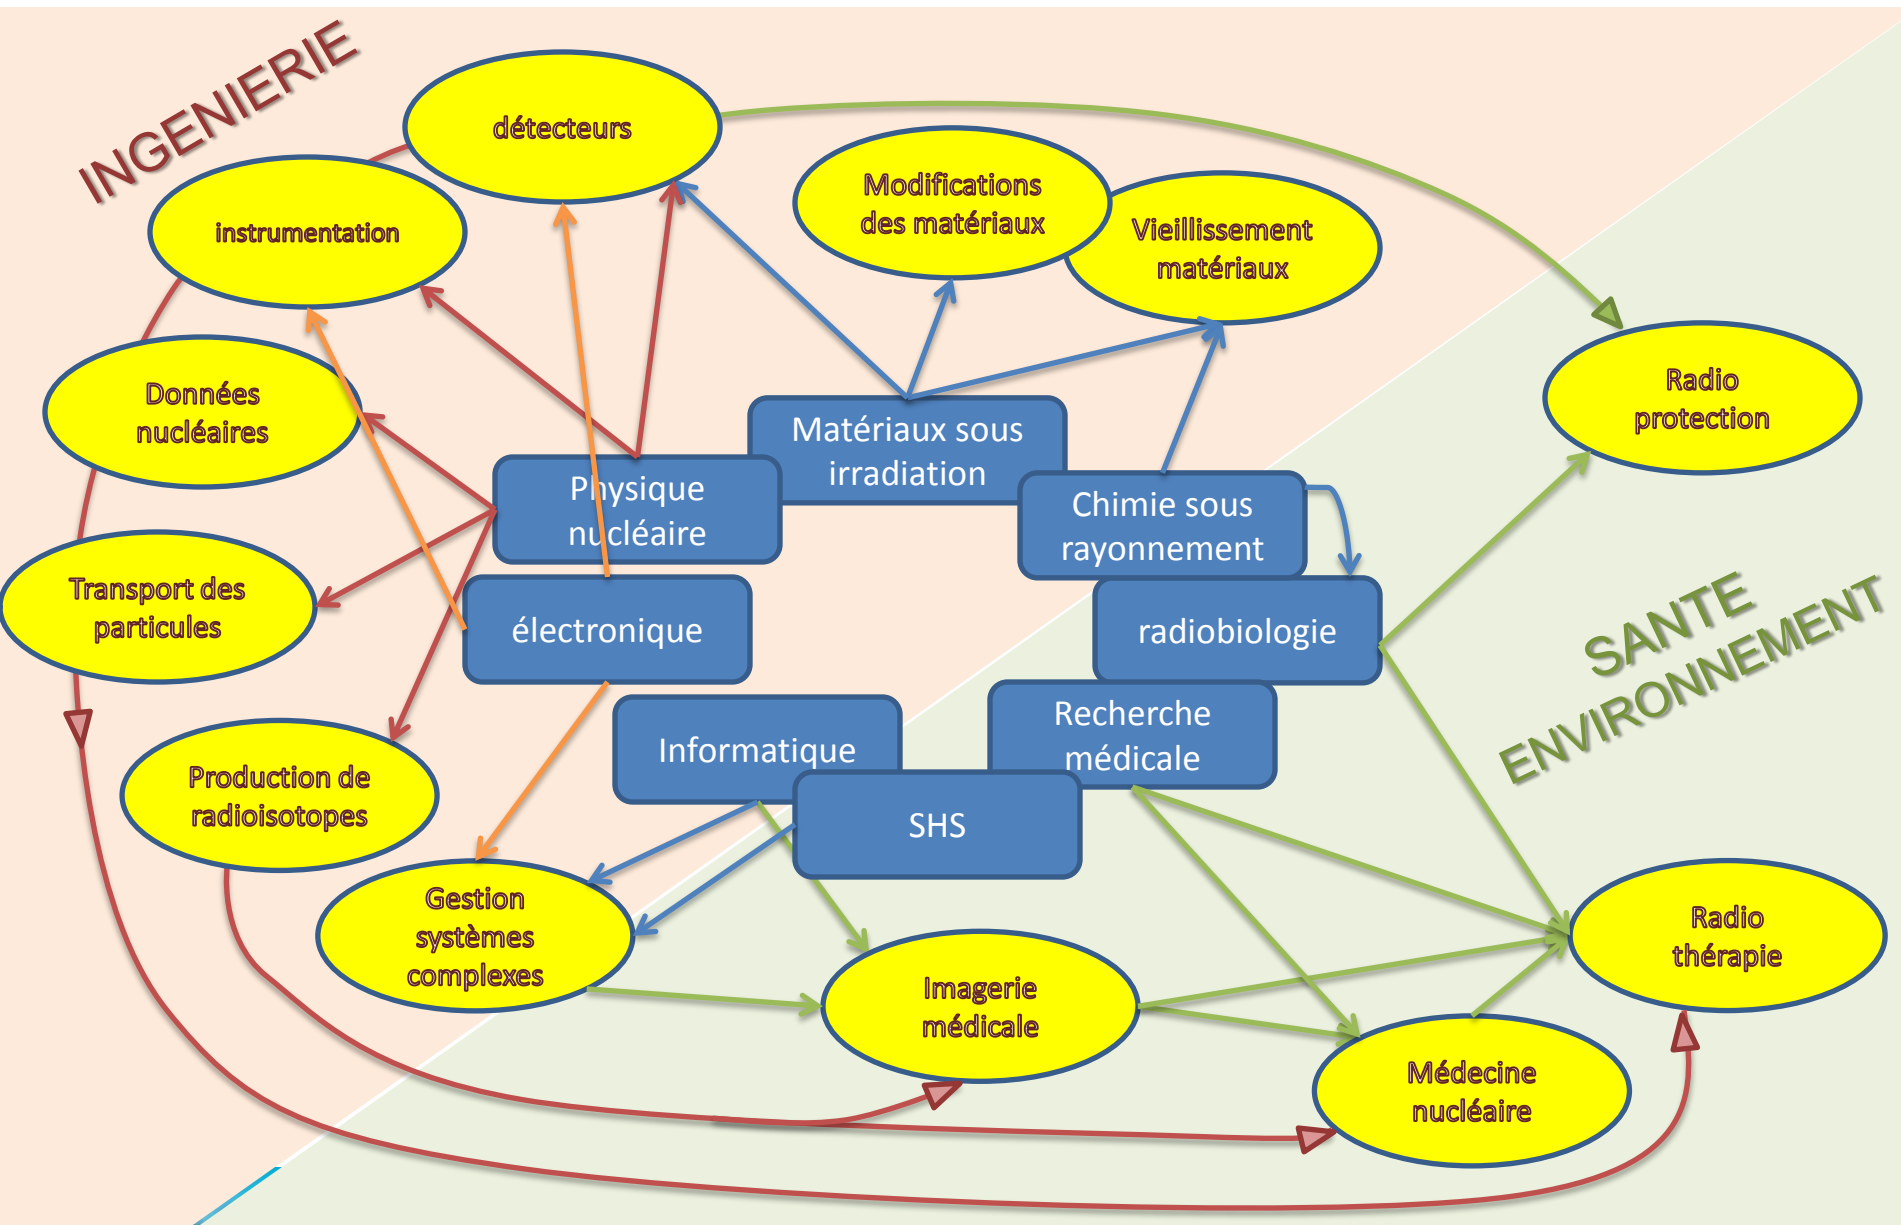 INGENIERIE
détecteurs
instrumentation
Modifications
des matériaux
Vieillissement
matériaux
Données
nucléaires
Radio
protection
Matériaux sous
irradiation
Physique
nucléaire
Chimie sous
rayonnement
Transport des
particules
électronique
radiobiologie
SANTE
ENVIRONNEMENT
Informatique
Recherche
médicale
Production de
radioisotopes
SHS
Gestion
systèmes
complexes
Radio
thérapie
Imagerie
médicale
Médecine
nucléaire